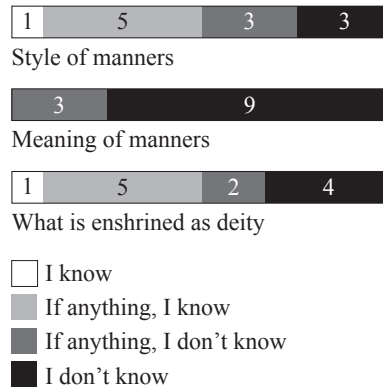 1 5 3 3
Style of manners
3 9
Meaning of manners
1 5 2 4
What is enshrined as deity
I know
If anything, I know
If anything, I don't know
I don't know